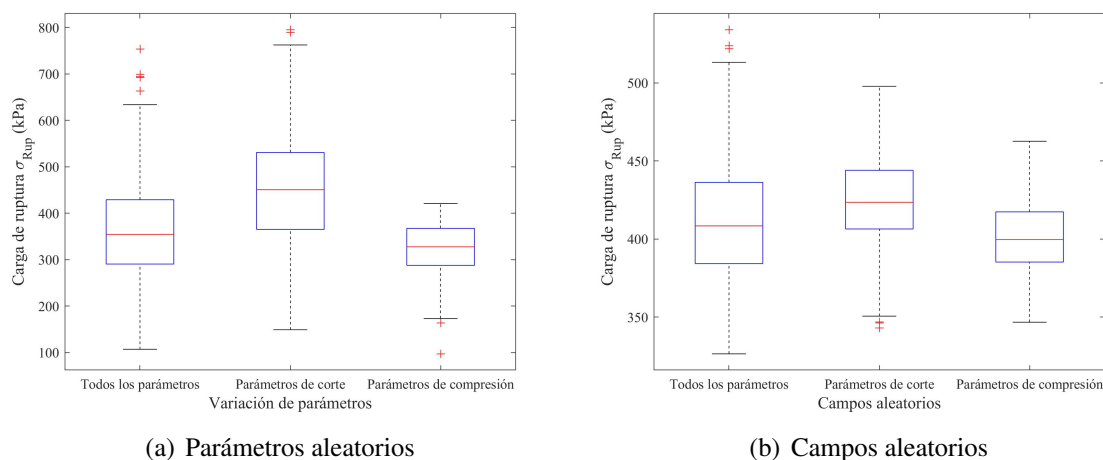 Carga de ruptura σRup (kPa)
800
700
600
500
400
300
200
100
Todos los parámetros Parámetros de corte Parámetros de compresión
Variación de parámetros
(a) Parámetros aleatorios
Carga de ruptura σRup (kPa)
500
450
400
350
Todos los parámetros Parámetros de corte Parámetros de compresión
Campos aleatorios
(b) Campos aleatorios